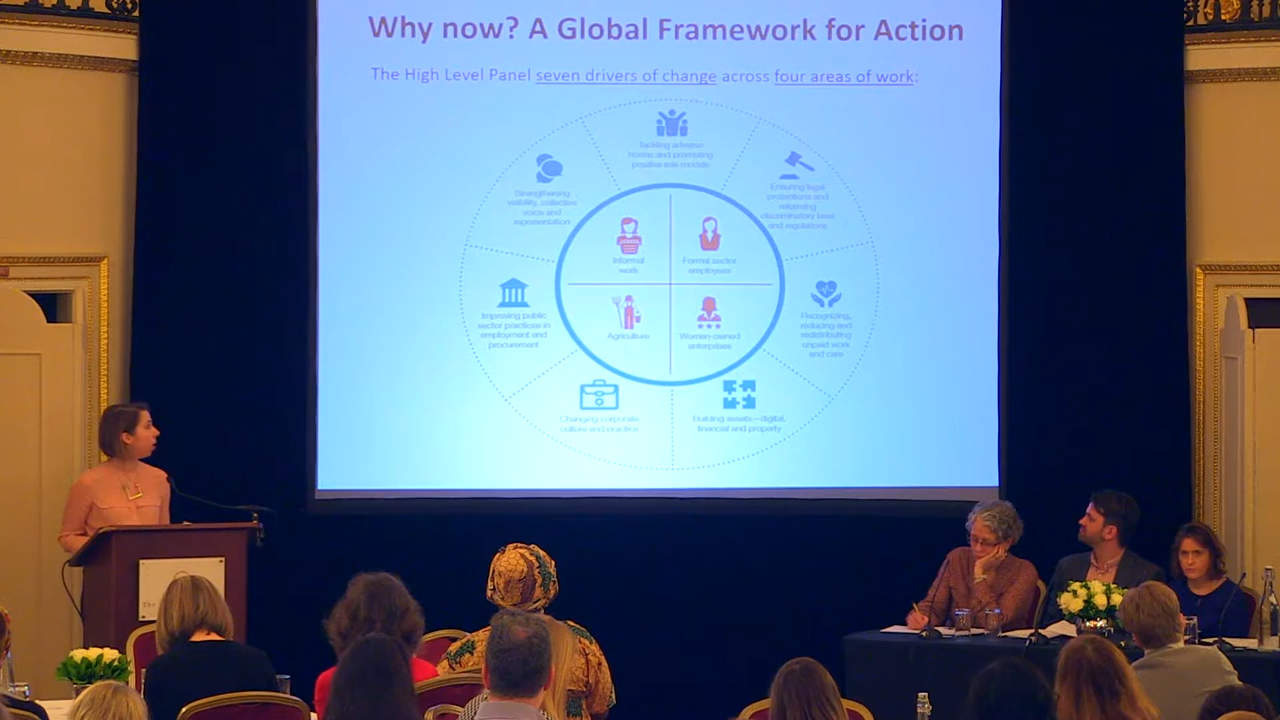 Why now? A Global Framework for Action
The High Level Panel seven drivers of change across four areas of work:
Tackling adverse
norms and promoting
positive role models
Ensuring legal
protections and
reforming
discriminatory laws
and regulations
Recognizing,
reducing and
redistributing
unpaid work
and care
Building assets—digital,
financial and property
Changing corporate
culture and practice
Improving public
sector practices in
employment and
procurement
Strengthening
visibility, collective
voice and
representation
Informal
work
Formal sector
employees
Agriculture
Women-owned
enterprises
The